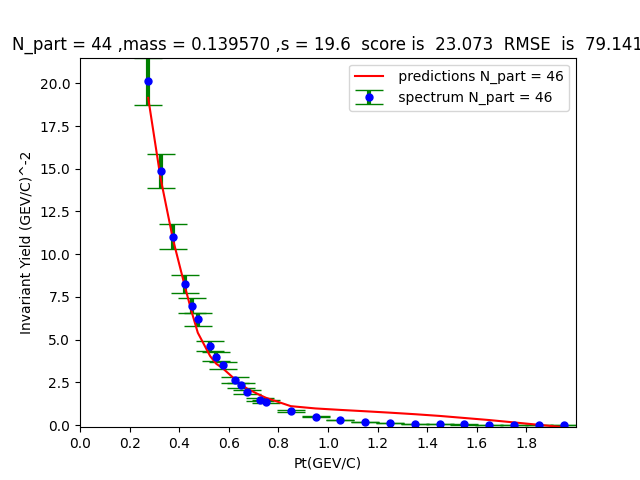 N_part = 44 ,mass = 0.139570 ,s = 19.6  score is  23.073  RMSE  is  79.141
predictions N_part = 46
spectrum N_part = 46
Invariant Yield (GEV/C)^-2
20.0
17.5
15.0
12.5
10.0
7.5
5.0
2.5
0.0
0.0 0.2 0.4 0.6 0.8 1.0 1.2 1.4 1.6 1.8
Pt(GEV/C)